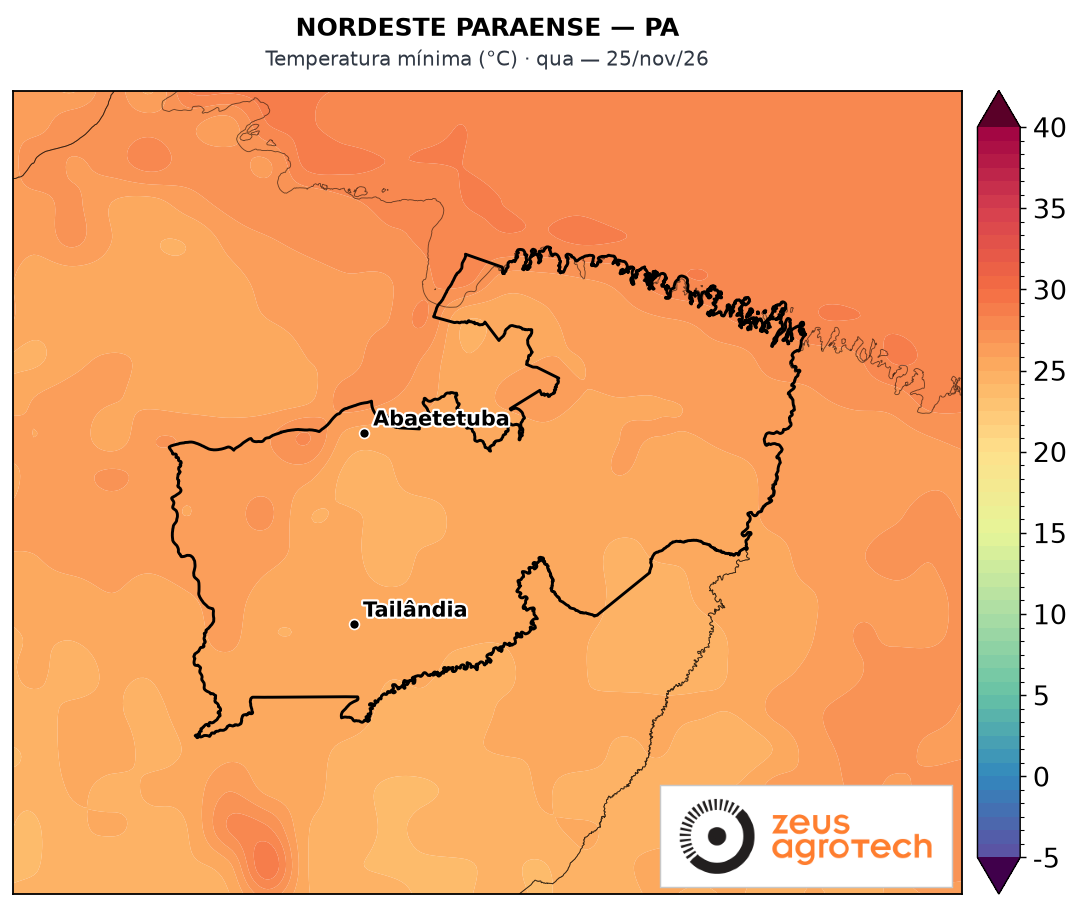 NORDESTE PARAENSE — PA
Temperatura mínima (°C) · qua — 25/nov/26
Abaetetuba
Tailândia
40
35
30
25
20
15
10
5
0
-5
zeus
agrotech